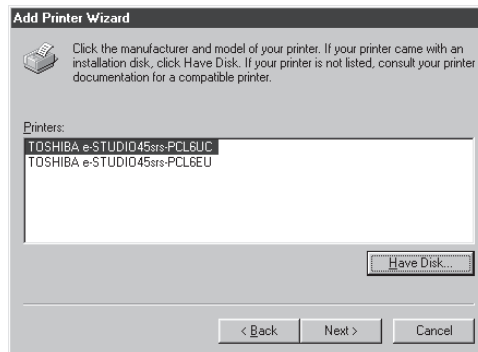 Add Printer Wizard
Click the manufacturer and model of your printer. If your printer came with an
installation disk, click Have Disk. If your printer is not listed, consult your printer
documentation for a compatible printer.
Printers:
TOSHIBA e-STUDIO45srs-PCL6UC
TOSHIBA e-STUDIO45srs-PCL6EU
Have Disk...
< Back Next > Cancel